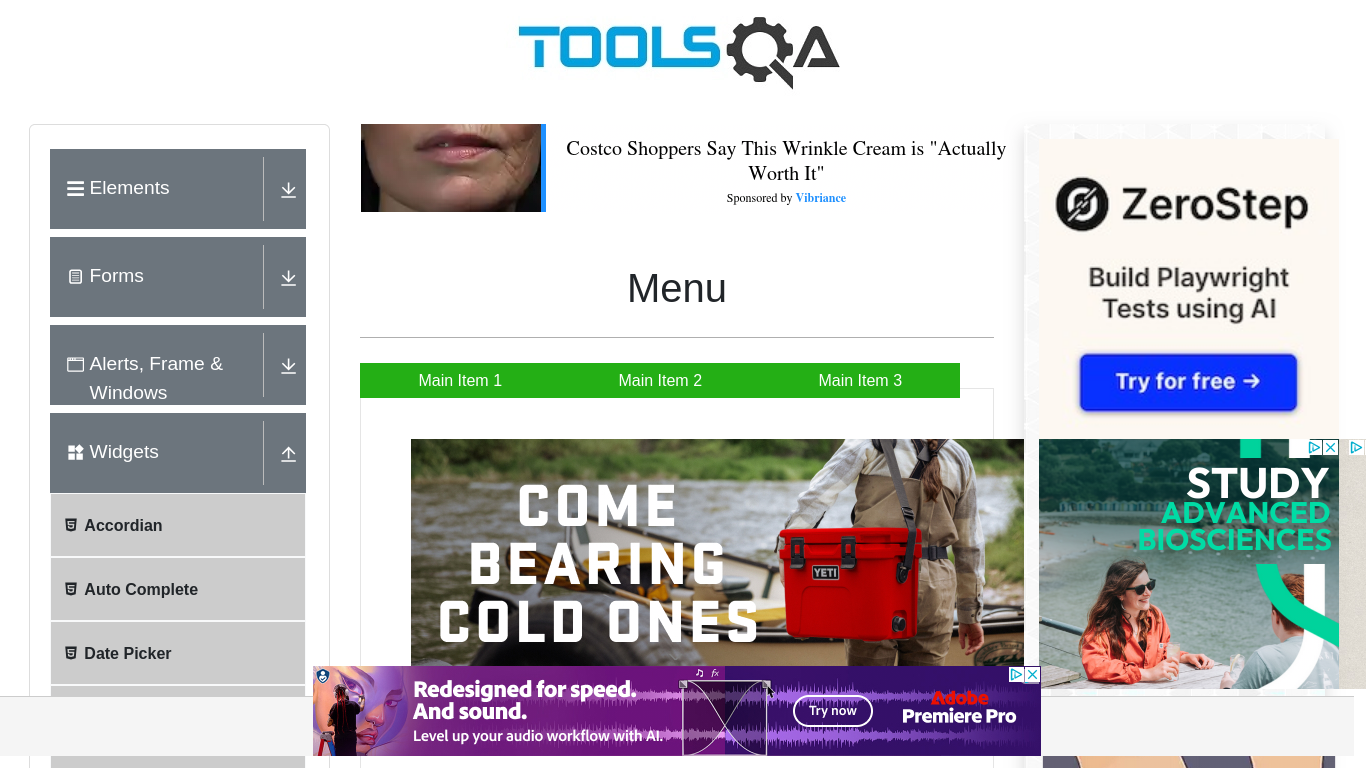 TOOLSQA
Elements
Forms
Alerts, Frame &
Windows
Widgets
Accordian
Auto Complete
Date Picker
Costco Shoppers Say This Wrinkle Cream is "Actually
Worth It"
Sponsored by Vibriance
Menu
Main Item 1
Main Item 2
Main Item 3
COME
BEARING
COLD ONES
YETI
ZeroStep
Build Playwright
Tests using AI
Try for free →
STUDY
ADVANCED
BIOSCIENCES
Redesigned for speed.
And sound.
Level up your audio workflow with AI.
fx
Try now
Adobe
Premiere Pro